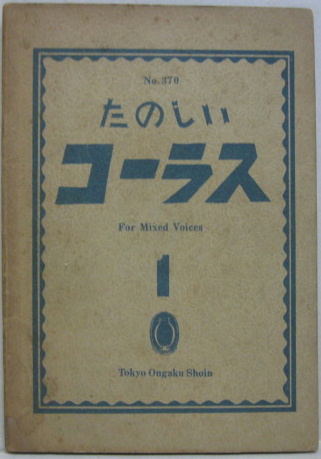 No.370
たのしい
コーラス
For Mixed Voices
1
Tokyo Ongaku Shoin